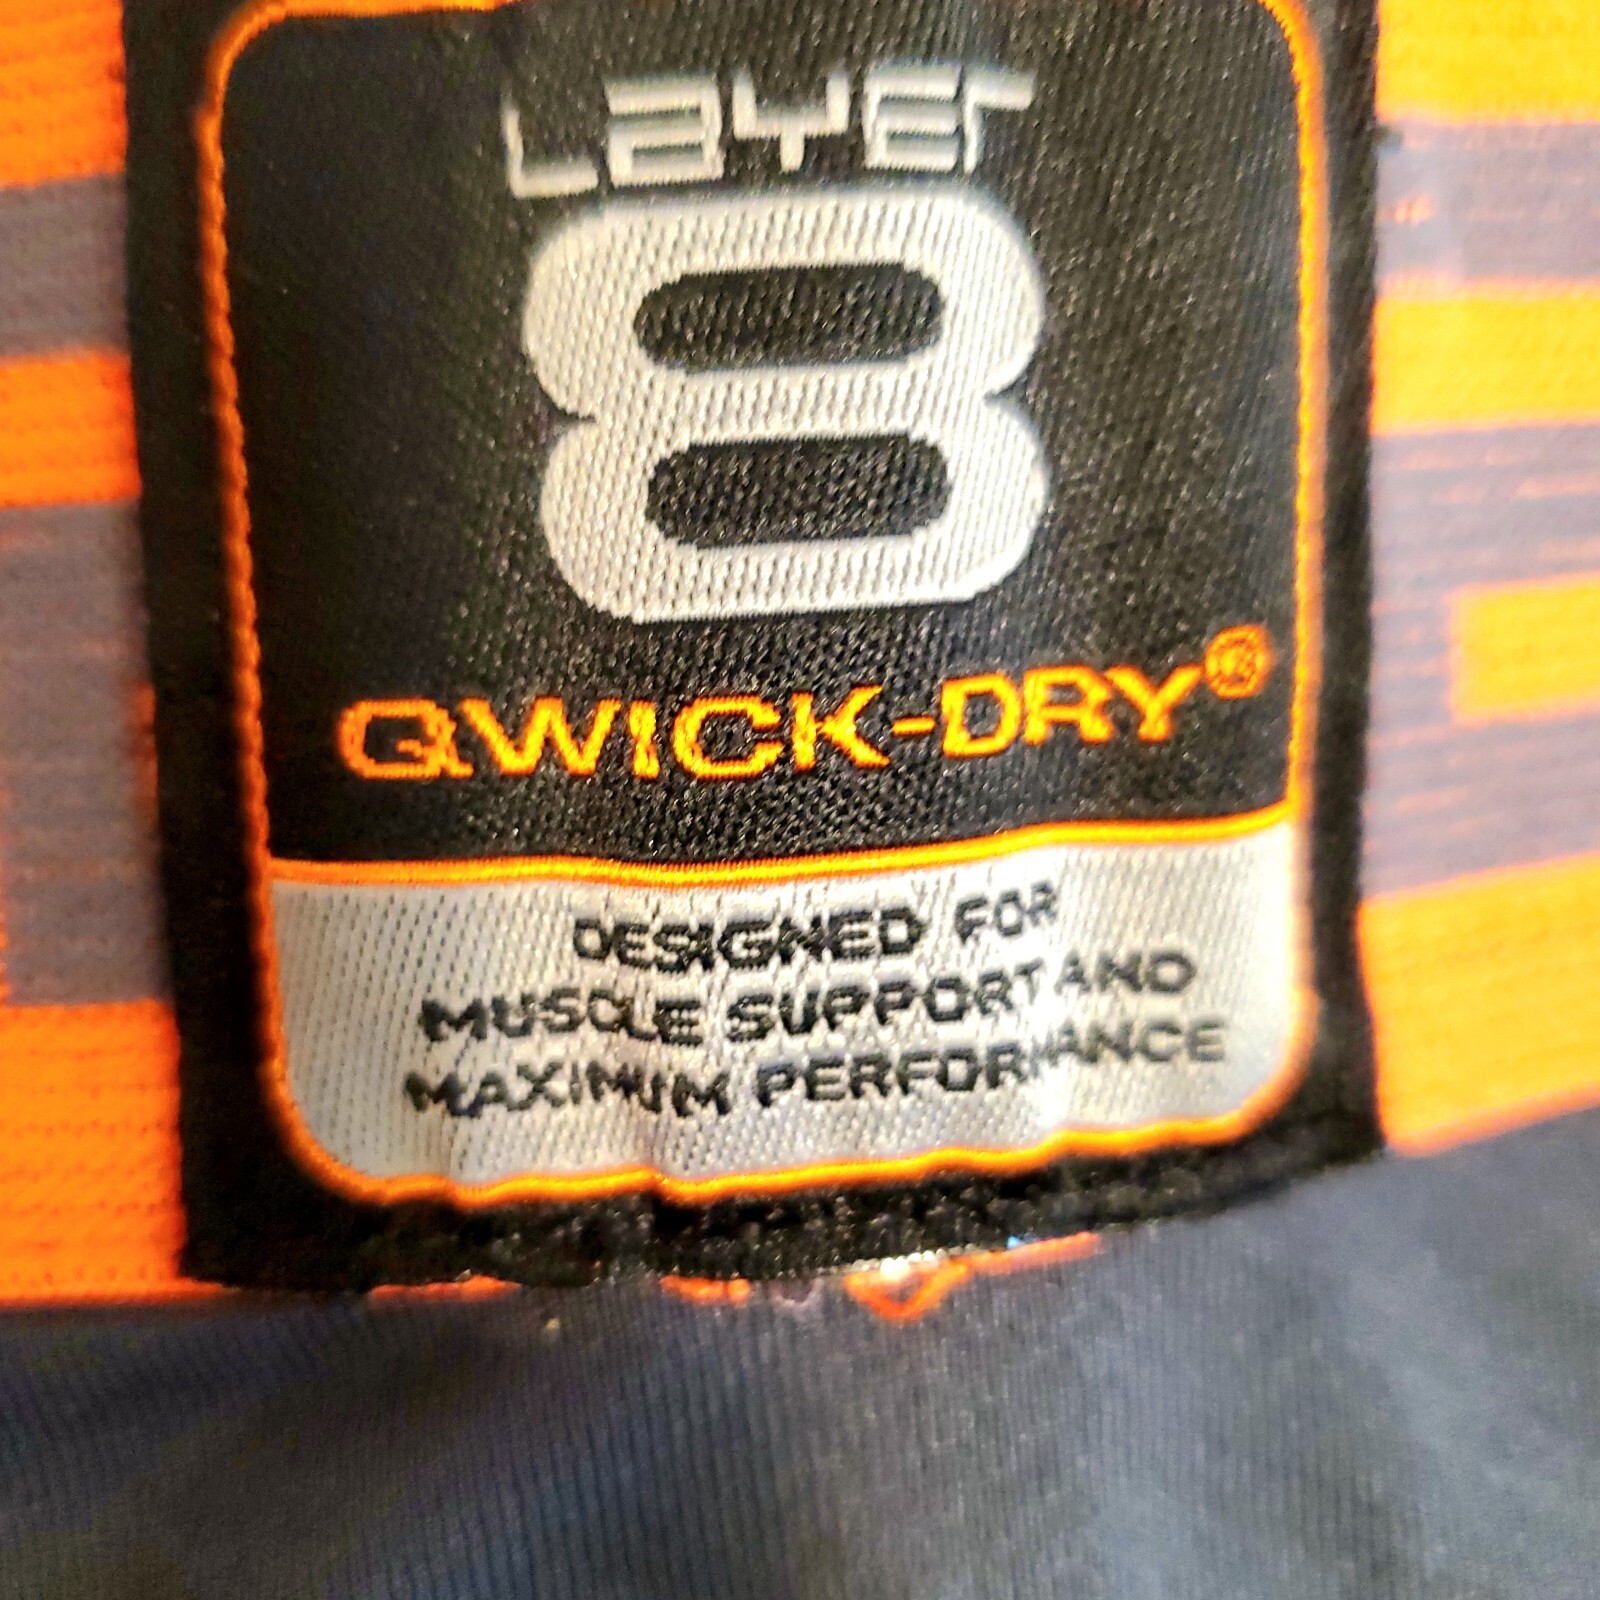 Layer
8
QWICK-DRY®
DESIGNED FOR
MUSCLE SUPPORT AND
MAXIMUM PERFORMANCE